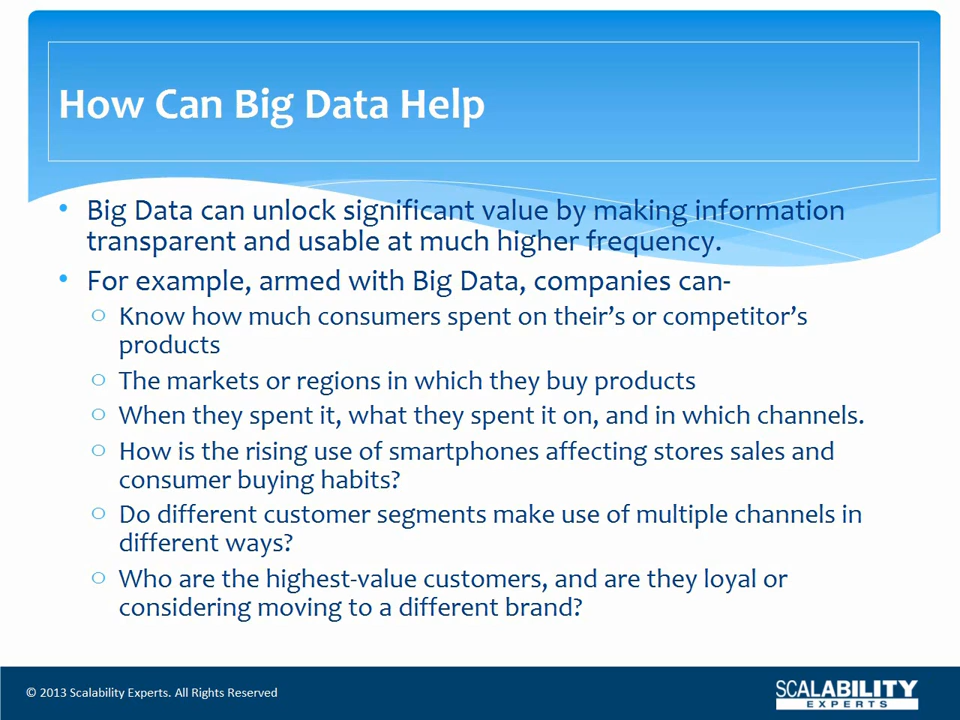 How Can Big Data Help
• Big Data can unlock significant value by making information
transparent and usable at much higher frequency.
• For example, armed with Big Data, companies can-
o Know how much consumers spent on their’s or competitor’s
products
o The markets or regions in which they buy products
o When they spent it, what they spent it on, and in which channels.
o How is the rising use of smartphones affecting stores sales and
consumer buying habits?
o Do different customer segments make use of multiple channels in
different ways?
o Who are the highest-value customers, and are they loyal or
considering moving to a different brand?
© 2013 Scalability Experts. All Rights Reserved
SCALABILITY
EXPERTS